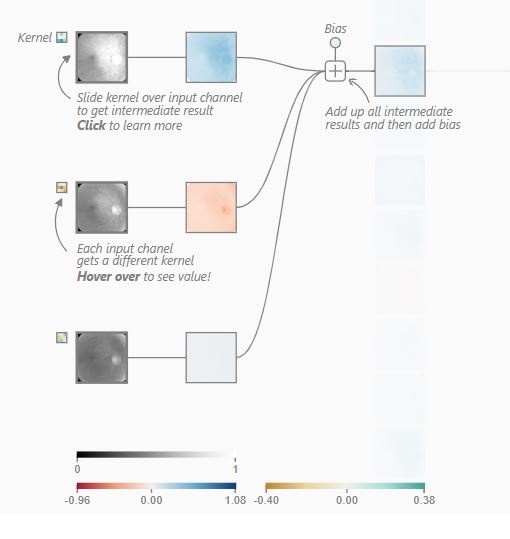 Kernel
Slide kernel over input channel
to get intermediate result
Click to learn more
Bias
Add up all intermediate
results and then add bias
Each input chanel
gets a different kernel
Hover over to see value!
0 1
-0.96 0.00 1.08
-0.40 0.00 0.38